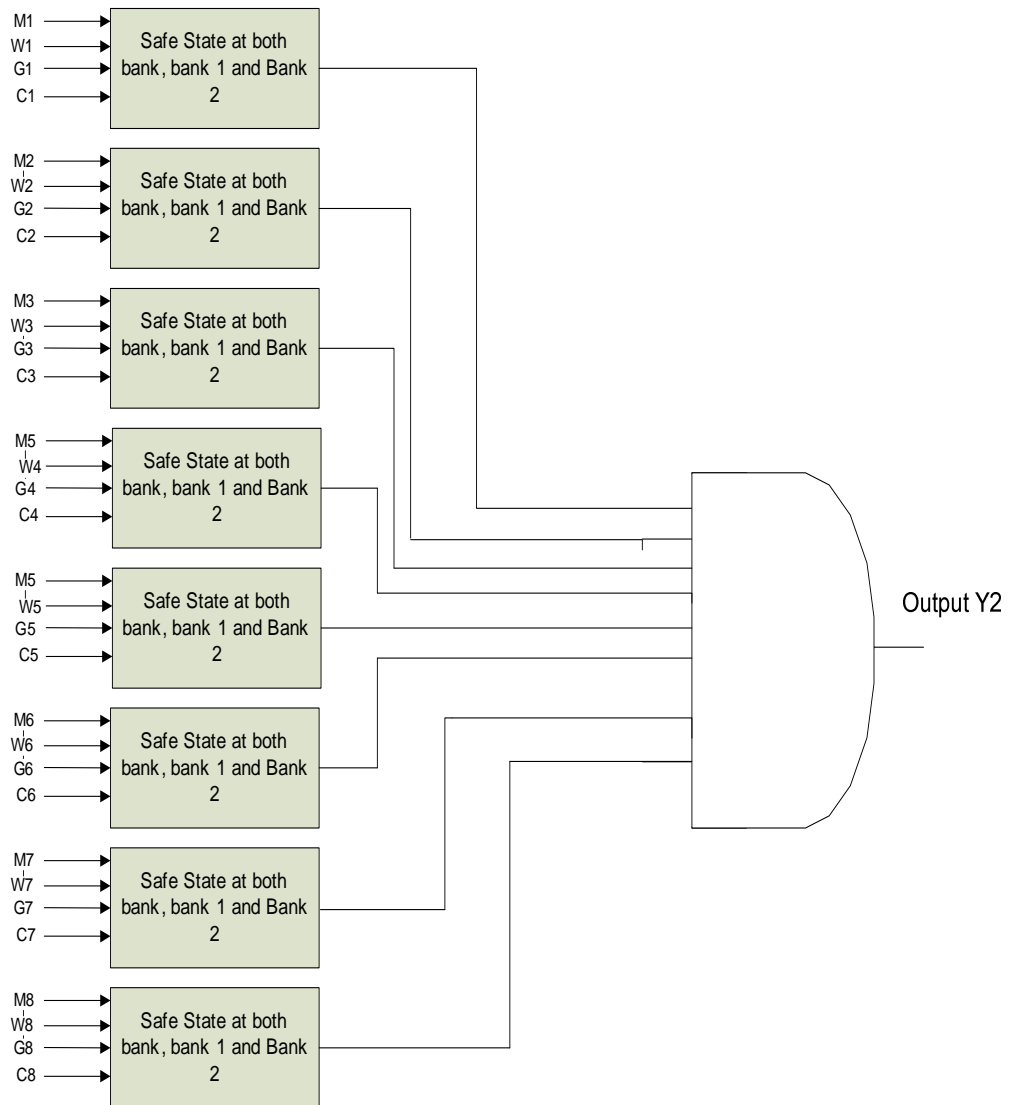 M1
W1
G1
C1
Safe State at both
bank, bank 1 and Bank
2
M2
W2
G2
C2
Safe State at both
bank, bank 1 and Bank
2
M3
W3
G3
C3
Safe State at both
bank, bank 1 and Bank
2
M5
W4
G4
C4
Safe State at both
bank, bank 1 and Bank
2
M5
W5
G5
C5
Safe State at both
bank, bank 1 and Bank
2
M6
W6
G6
C6
Safe State at both
bank, bank 1 and Bank
2
M7
W7
G7
C7
Safe State at both
bank, bank 1 and Bank
2
M8
W8
G8
C8
Safe State at both
bank, bank 1 and Bank
2
Output Y2